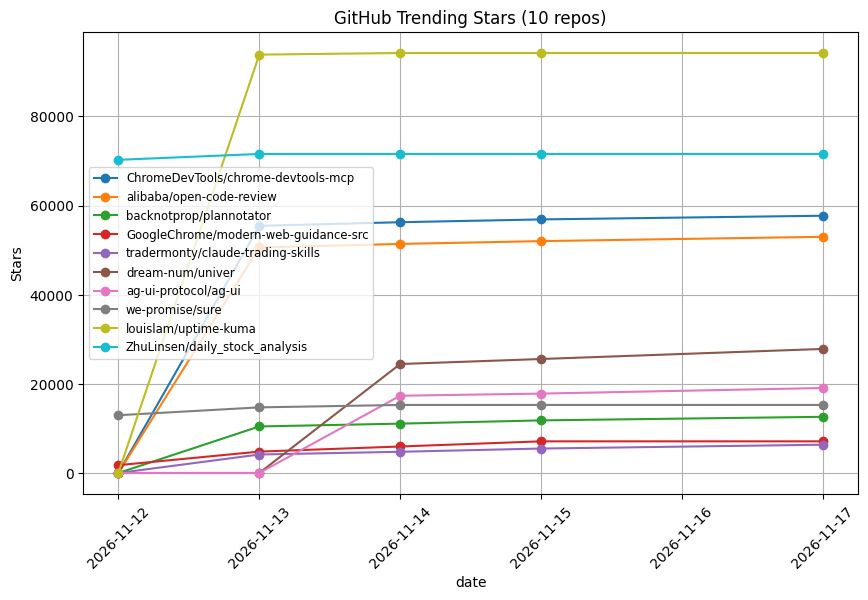 GitHub Trending Stars (10 repos)
Stars
80000
60000
40000
20000
0
ChromeDevTools/chrome-devtools-mcp
alibaba/open-code-review
backnotprop/plannotator
GoogleChrome/modern-web-guidance-src
tradermonty/claude-trading-skills
dream-num/univer
ag-ui-protocol/ag-ui
we-promise/sure
louislam/uptime-kuma
ZhuLinsen/daily_stock_analysis
2026-11-12
2026-11-13
2026-11-14
2026-11-15
2026-11-16
2026-11-17
date